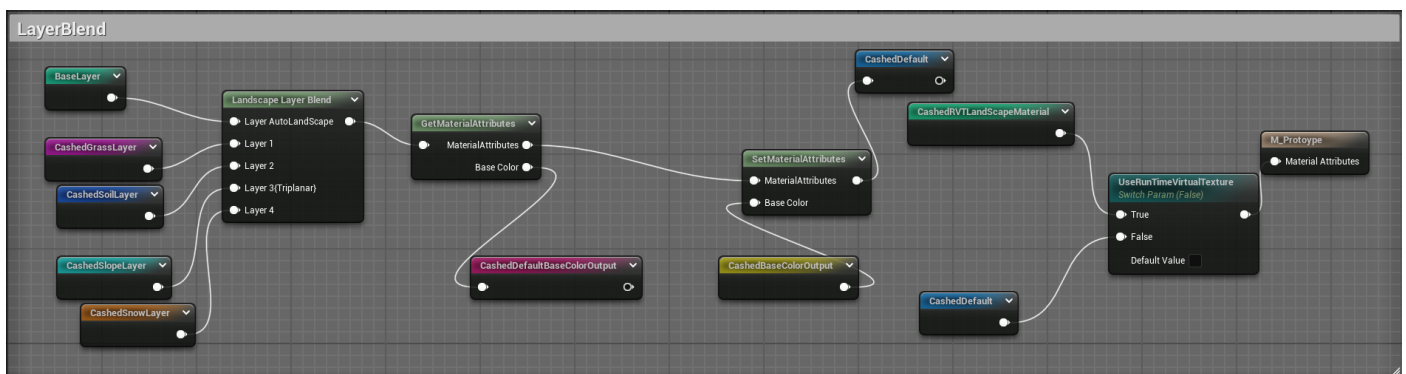 LayerBlend
BaseLayer
CashedGrassLayer
CashedSoilLayer
CashedSlopeLayer
CashedSnowLayer
Landscape Layer Blend
Layer AutoLandScape
Layer 1
Layer 2
Layer 3{Triplanar}
Layer 4
GetMaterialAttributes
MaterialAttributes
Base Color
CashedDefaultBaseColorOutput
SetMaterialAttributes
MaterialAttributes
Base Color
CashedBaseColorOutput
CashedDefault
CashedRVTLandScapeMaterial
CashedDefault
UseRunTimeVirtualTexture
Switch Param (False)
True
False
Default Value
M_Protoype
Material Attributes